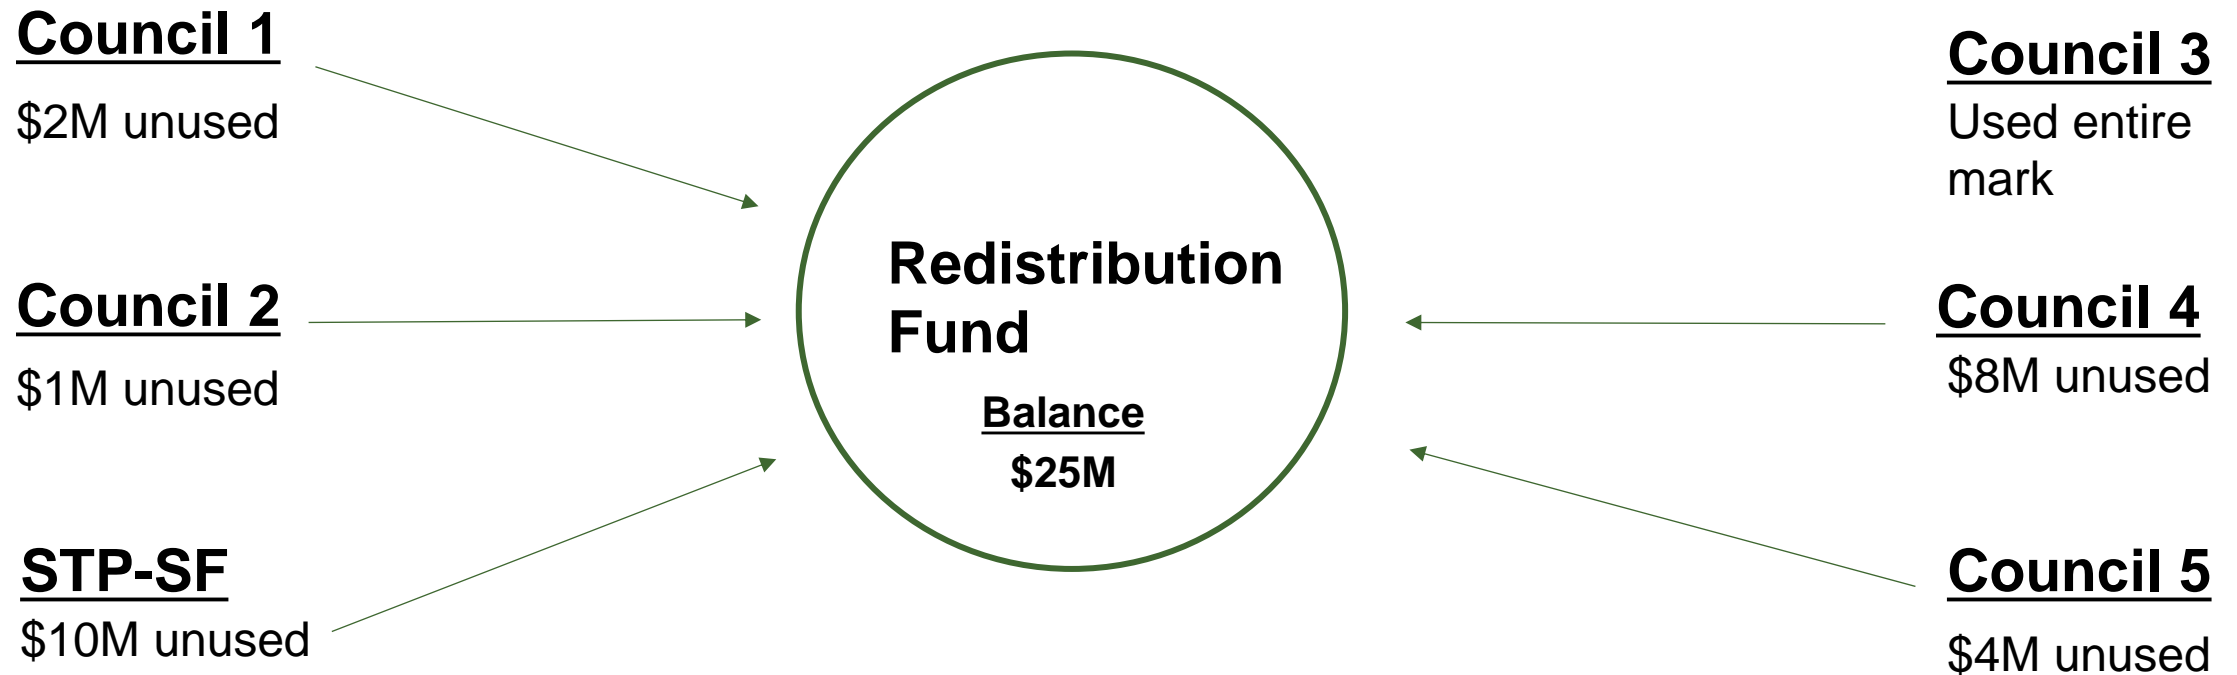 Council 1
$2M unused
Council 2
$1M unused
STP-SF
$10M unused
Redistribution
Fund
Balance
$25M
Council 3
Used entire
mark
Council 4
$8M unused
Council 5
$4M unused